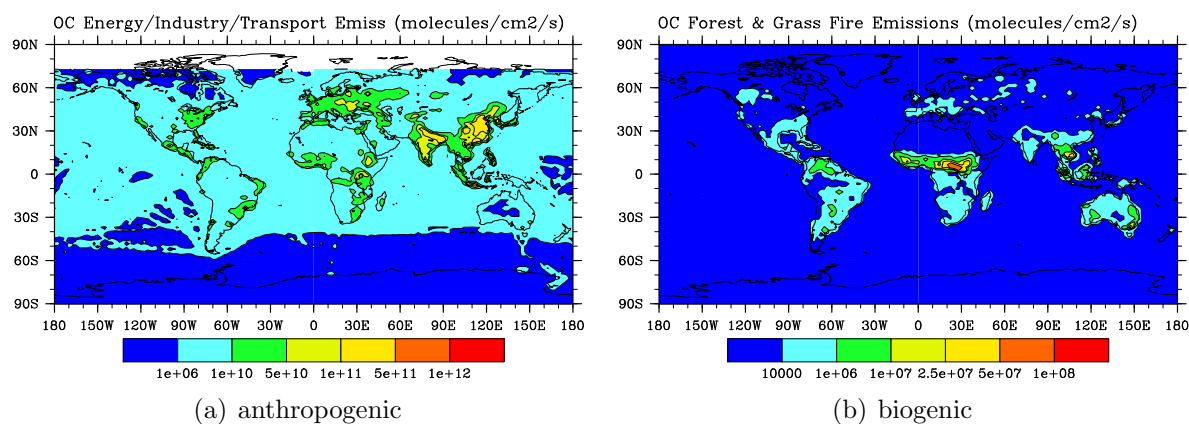 OC Energy/Industry/Transport Emiss (molecules/cm2/s)
90N
60N
30N
0
30S
60S
90S
180 150W 120W 90W 60W 30W 0 30E 60E 90E 120E 150E 180
1e+06 1e+10 5e+10 1e+11 5e+11 1e+12
(a) anthropogenic
OC Forest & Grass Fire Emissions (molecules/cm2/s)
90N
60N
30N
0
30S
60S
90S
180 150W 120W 90W 60W 30W 0 30E 60E 90E 120E 150E 180
10000 1e+06 1e+07 2.5e+07 5e+07 1e+08
(b) biogenic